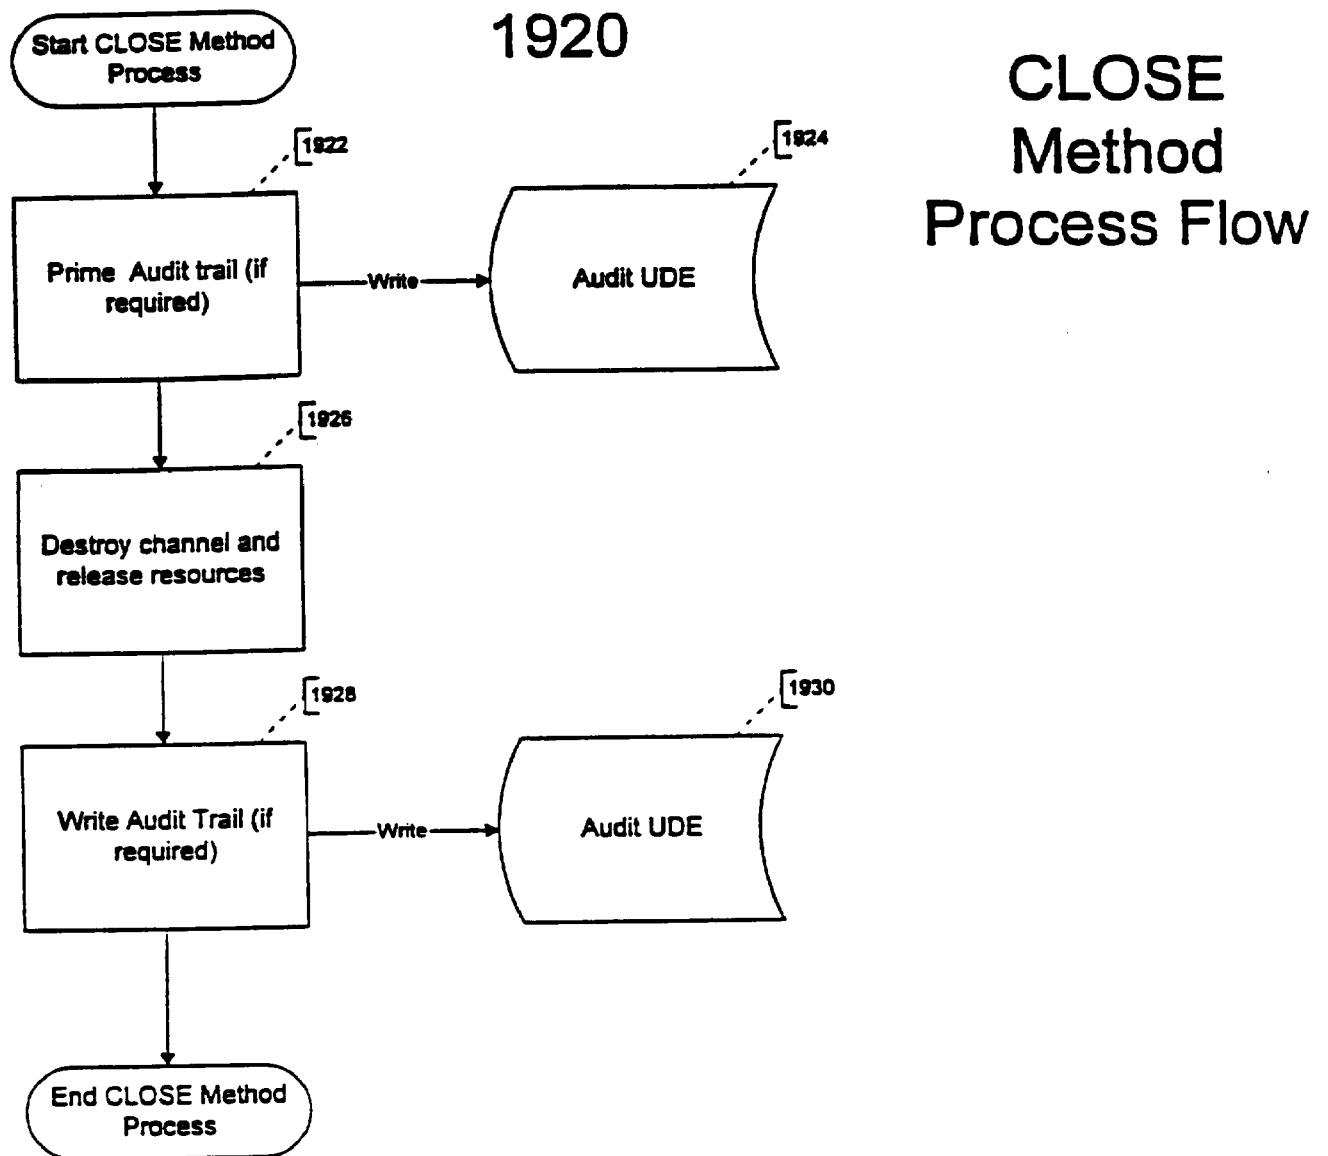 1920
CLOSE
Method
Process Flow
Start CLOSE Method
Process
1922
1924
Prime Audit trail (if
required)
Write
Audit UDE
1926
Destroy channel and
release resources
1928
1930
Write Audit Trail (if
required)
Write
Audit UDE
End CLOSE Method
Process